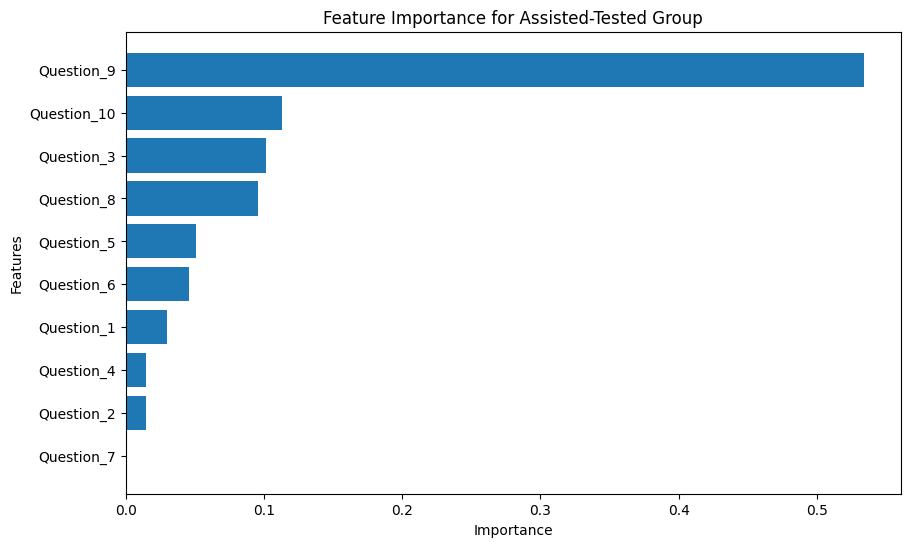 Feature Importance for Assisted-Tested Group
Question_9
Question_10
Question_3
Question_8
Question_5
Question_6
Question_1
Question_4
Question_2
Question_7
Features
0.0 0.1 0.2 0.3 0.4 0.5
Importance